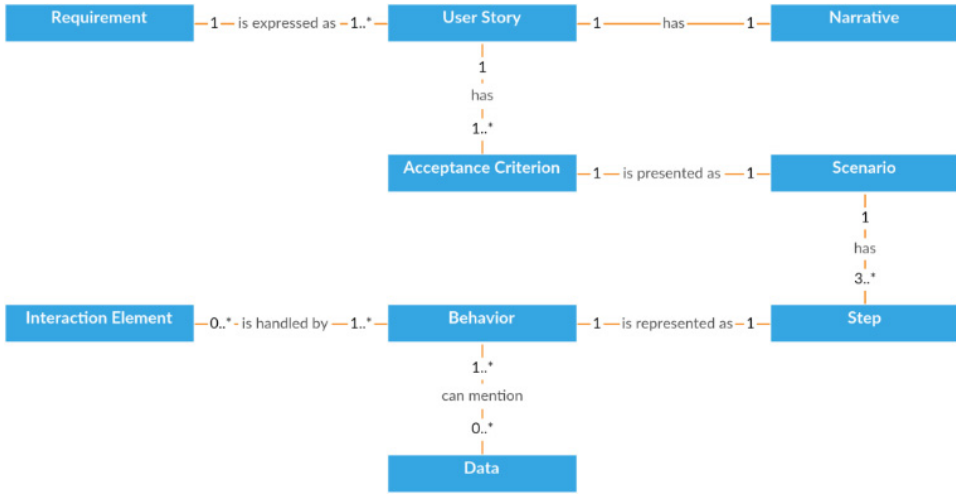 Requirement 1 is expressed as 1..* User Story 1 has 1 Narrative
1
has
1..*
Acceptance Criterion 1 is presented as 1 Scenario
1
has
3..*
Interaction Element 0..* is handled by 1..* Behavior 1 is represented as 1 Step
1..*
can mention
0..*
Data